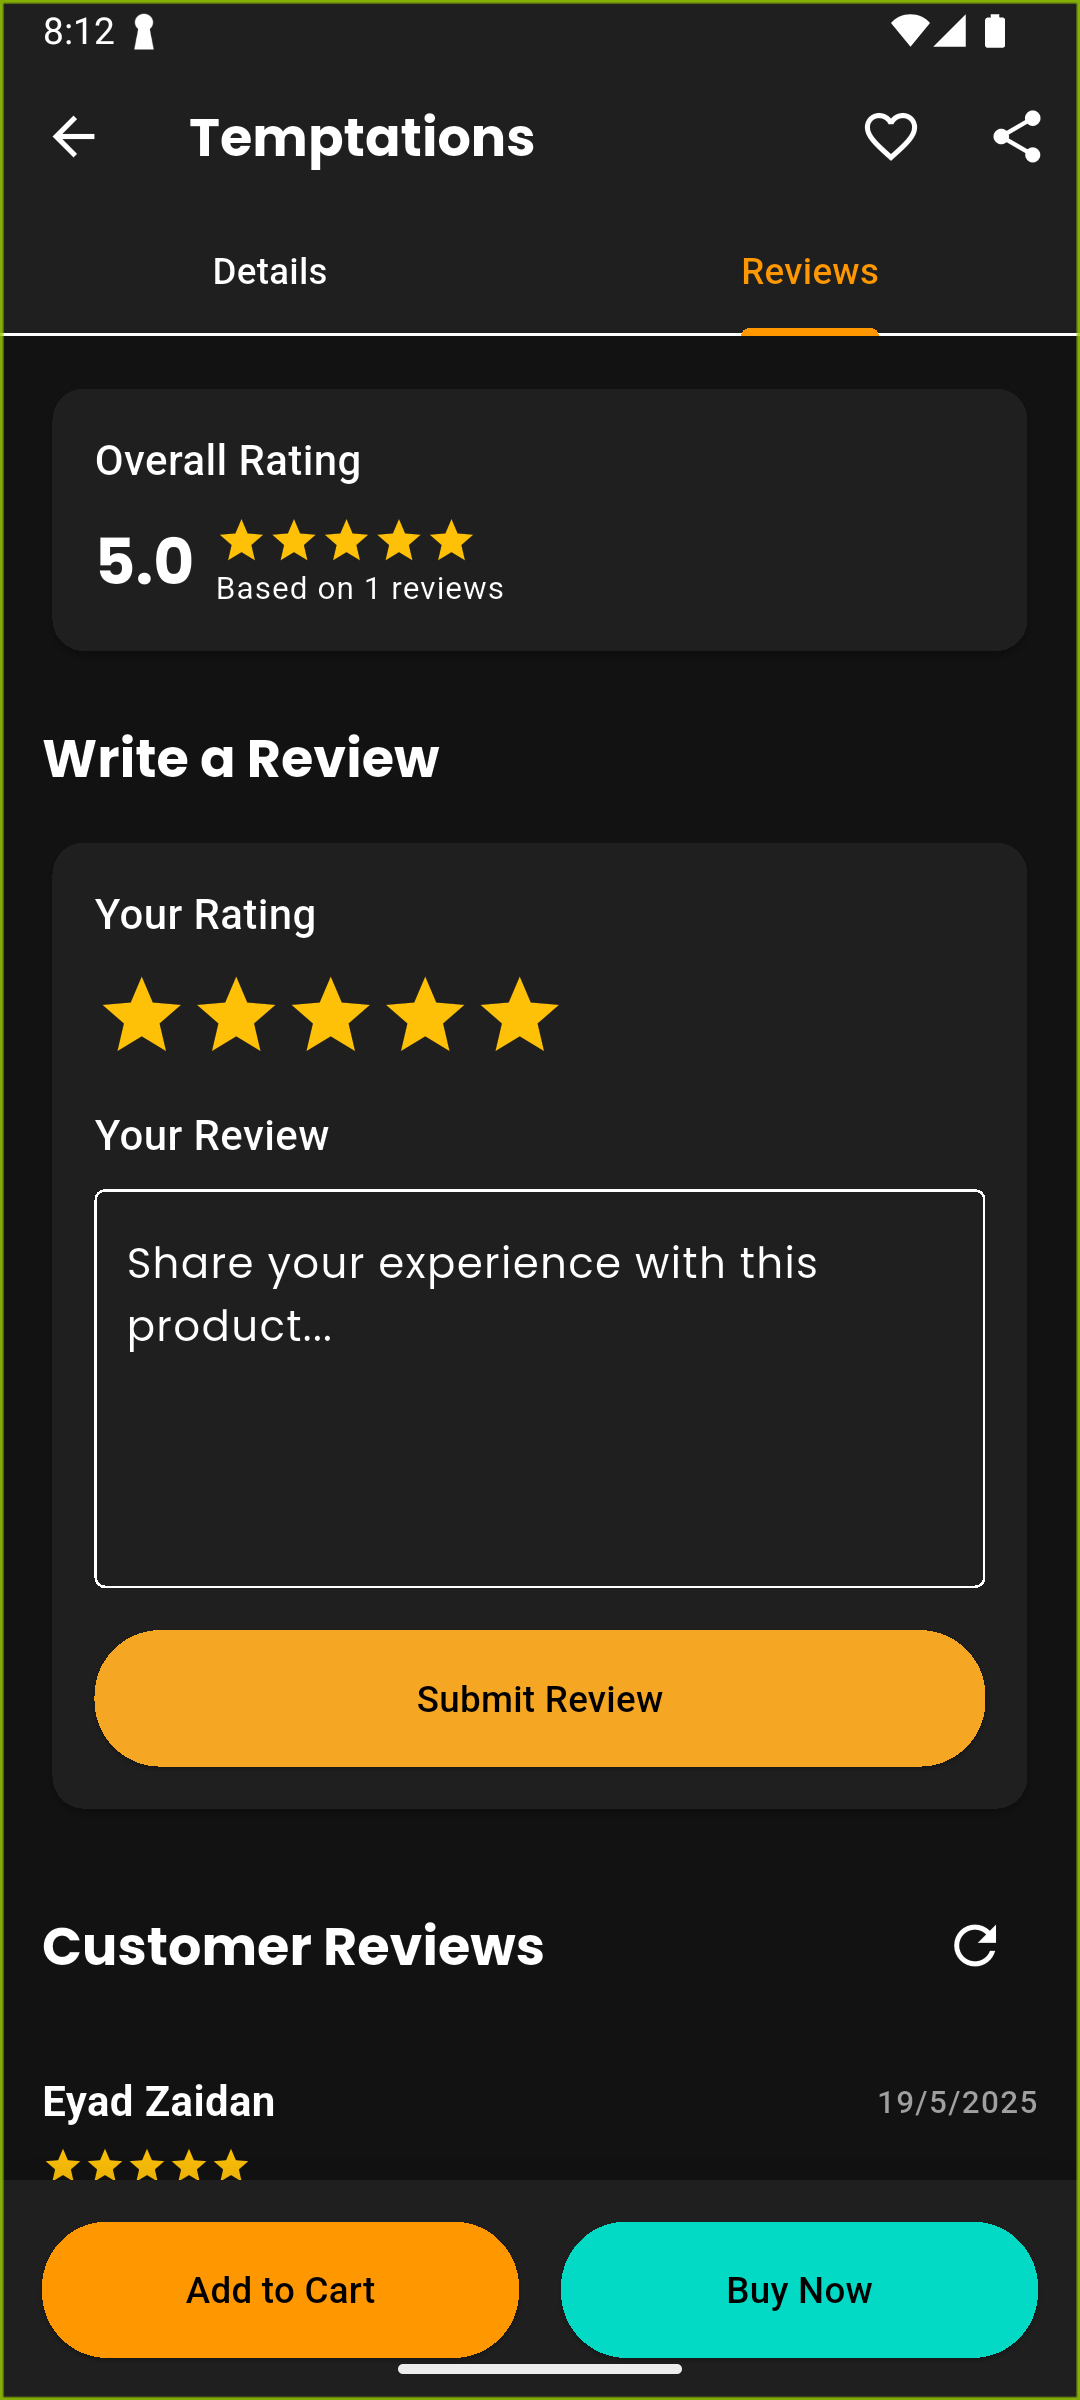 8:12
Temptations
Details
Reviews
Overall Rating
5.0
Based on 1 reviews
Write a Review
Your Rating
Your Review
Share your experience with this
product...
Submit Review
Customer Reviews
Eyad Zaidan
19/5/2025
Add to Cart
Buy Now